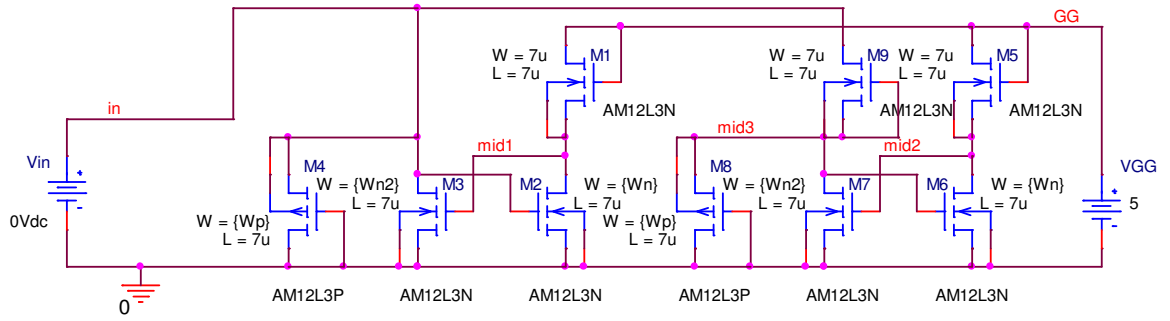 GG
W = 7u
L = 7u
M1
W = 7u
L = 7u
M9
W = 7u
L = 7u
M5
AM12L3N
AM12L3N
AM12L3N
in
mid1
mid3
mid2
Vin
0Vdc
M4
W = {Wn2}
L = 7u
M3
M2
W = {Wn}
L = 7u
M8
W = {Wn2}
L = 7u
M7
M6
W = {Wn}
L = 7u
VGG
5
W = {Wp}
L = 7u
W = {Wp}
L = 7u
0
AM12L3P
AM12L3N
AM12L3N
AM12L3P
AM12L3N
AM12L3N